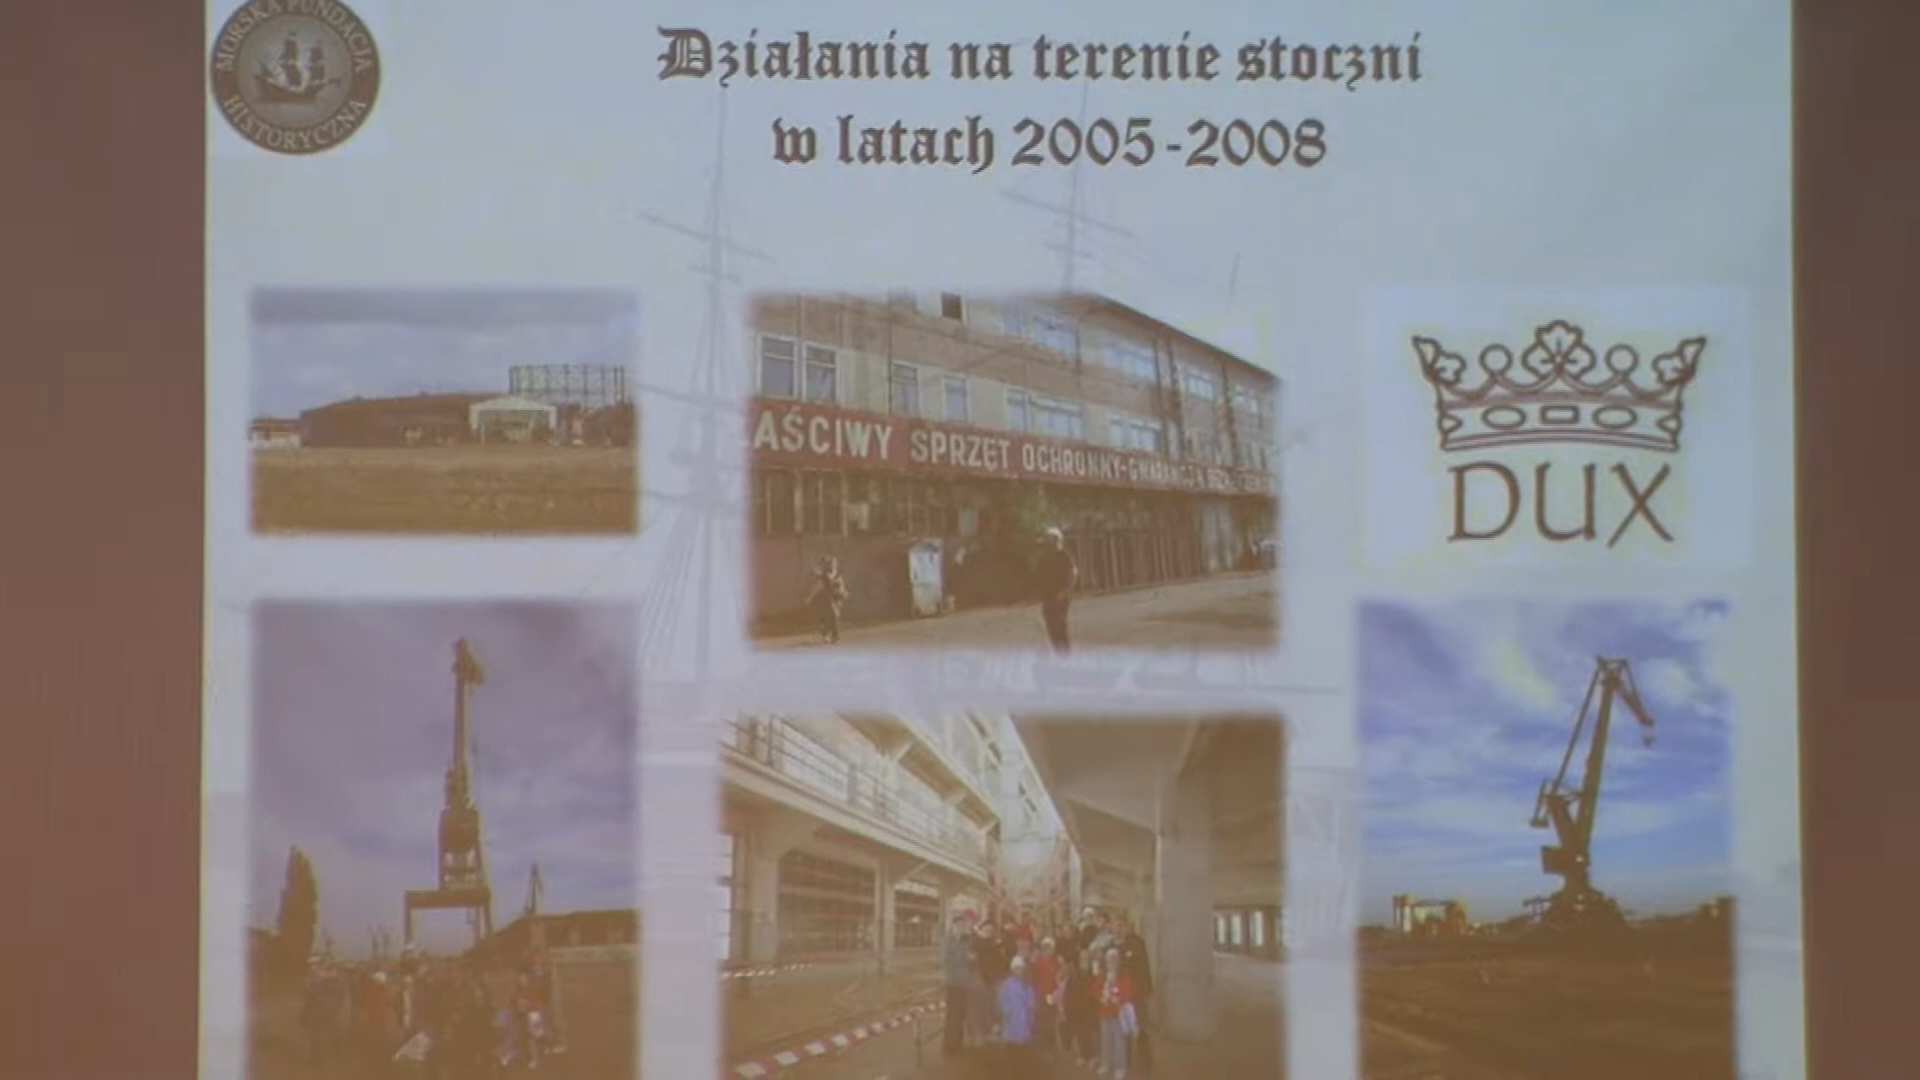 MORSKA FUNDACJA
HISTORYCZNA
Działania na terenie stoczni
w latach 2005-2008
AŚCIWY SPRZĘT OCHRONNY-GWARANCJĄ
DUX